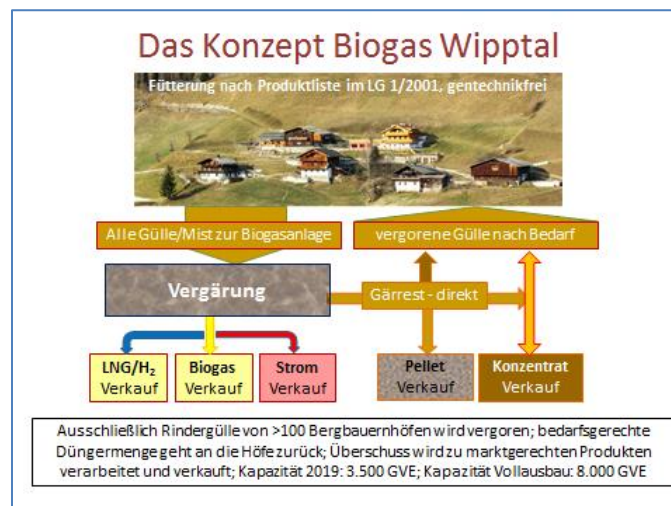 Das Konzept Biogas Wipptal
Fütterung nach Produktliste im LG 1/2001, gentechnikfrei
Alle Gülle/Mist zur Biogasanlage
vergorene Gülle nach Bedarf
Vergärung
Gärrest - direkt
LNG/H₂
Verkauf
Biogas
Verkauf
Strom
Verkauf
Pellet
Verkauf
Konzentrat
Verkauf
Ausschließlich Rindergülle von >100 Bergbauernhöfen wird vergoren; bedarfsgerechte
Düngermenge geht an die Höfe zurück; Überschuss wird zu marktgerechten Produkten
verarbeitet und verkauft; Kapazität 2019: 3.500 GVE; Kapazität Vollausbau: 8.000 GVE